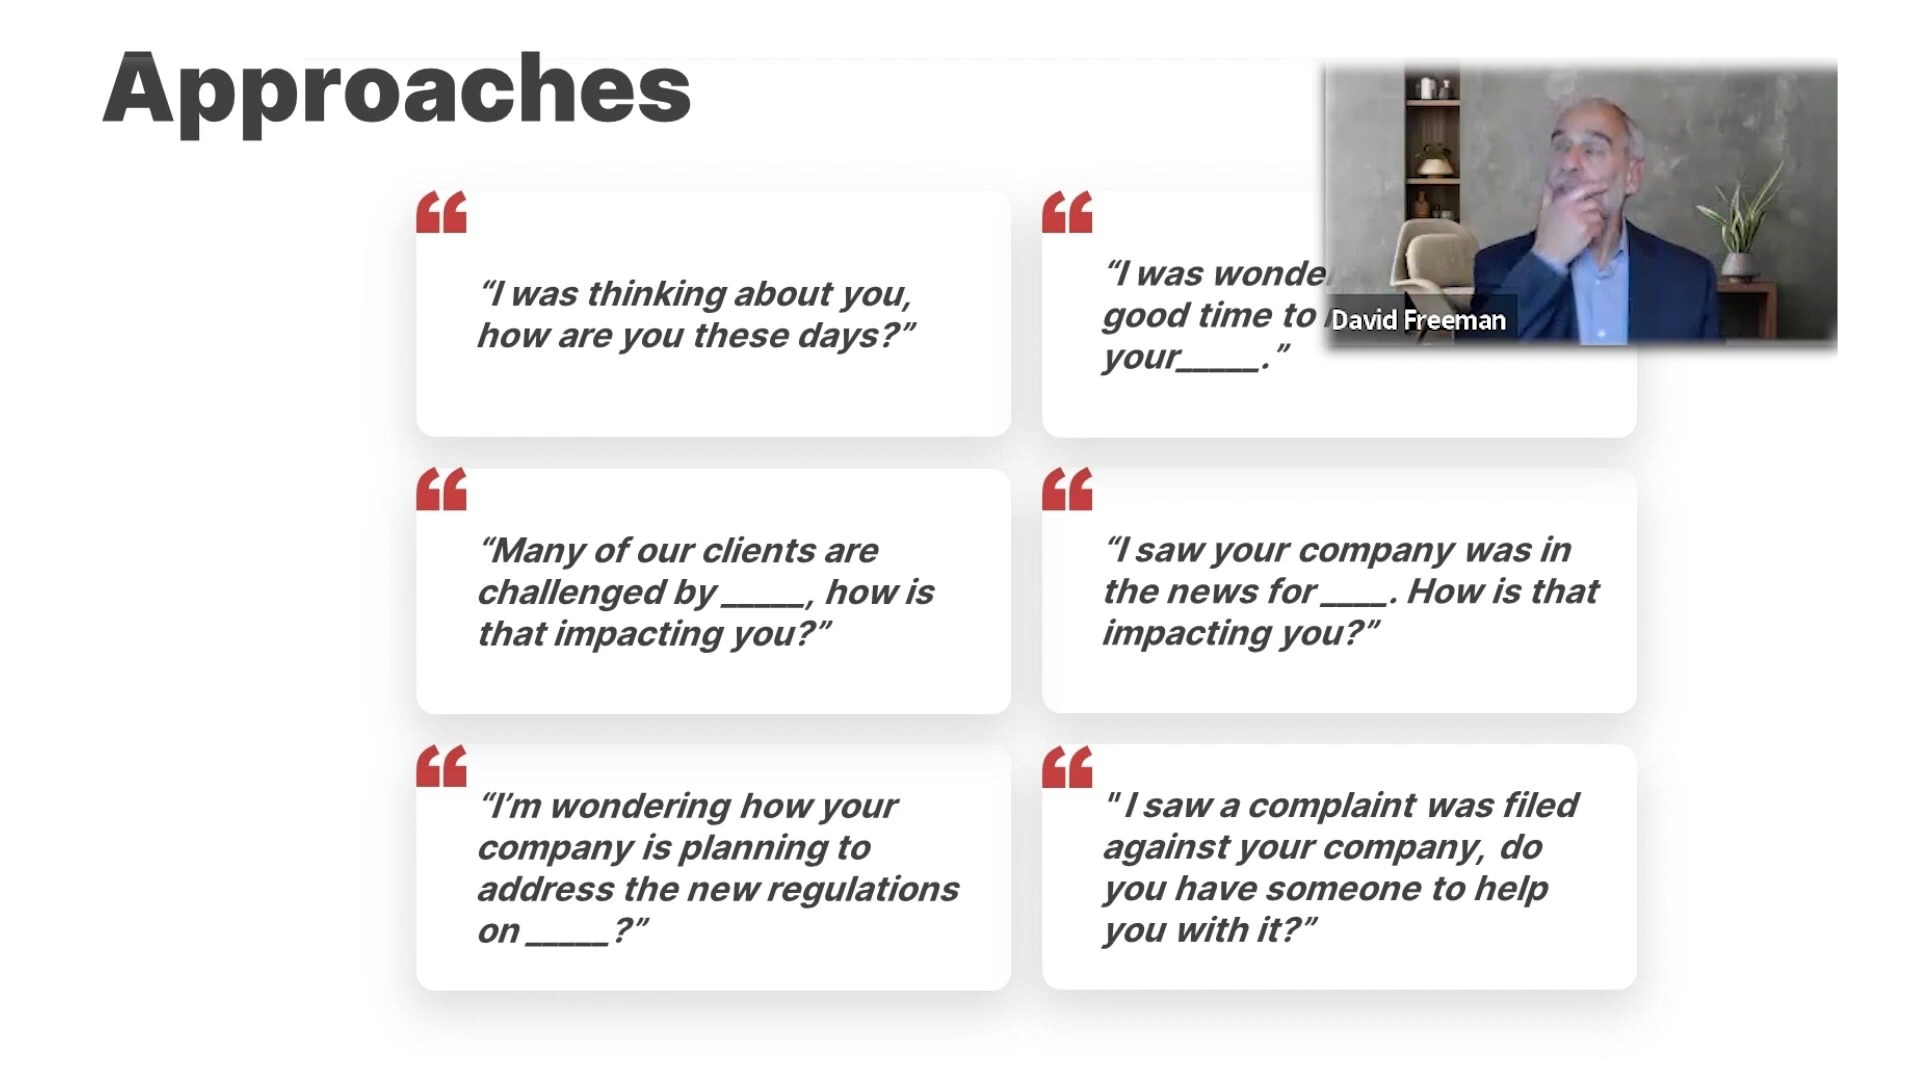 Approaches
“I was thinking about you,
how are you these days?”
“I was
good time to
your_____.”
David Freeman
“Many of our clients are
challenged by _____, how is
that impacting you?”
“I saw your company was in
the news for ____. How is that
impacting you?”
“I’m wondering how your
company is planning to
address the new regulations
on _____?”
" I saw a complaint was filed
against your company, do
you have someone to help
you with it?”